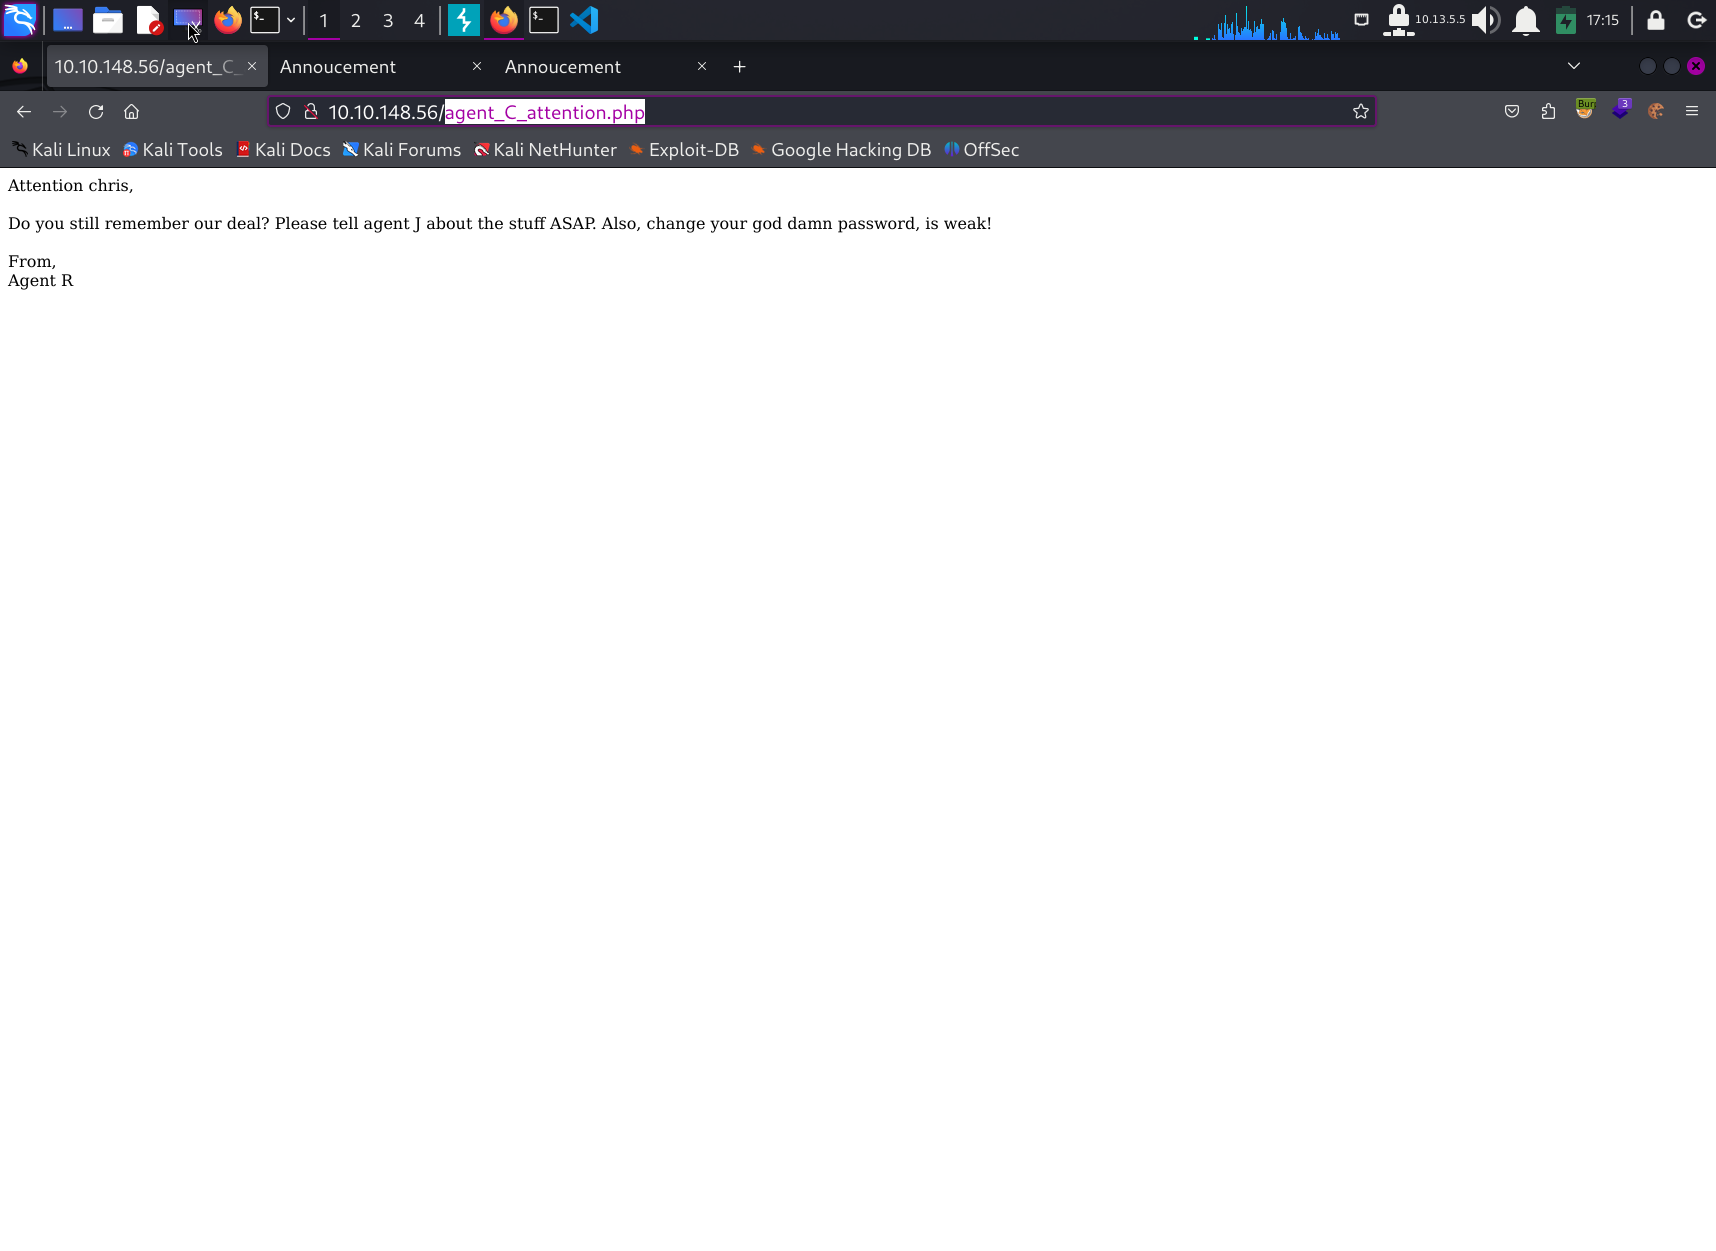 1 2 3 4
10.13.5.5
17:15
10.10.148.56/agent_C_
Annoucement
Annoucement
10.10.148.56/agent_C_attention.php
Bur
3
Kali Linux
Kali Tools
Kali Docs
Kali Forums
Kali NetHunter
Exploit-DB
Google Hacking DB
OffSec
Attention chris,
Do you still remember our deal? Please tell agent J about the stuff ASAP. Also, change your god damn password, is weak!
From,
Agent R